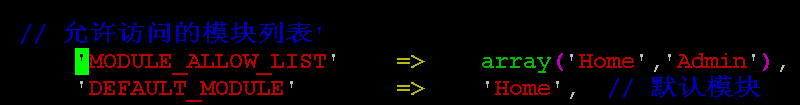 // 允许访问的模块列表'
'MODULE_ALLOW_LIST' => array('Home','Admin'),
'DEFAULT_MODULE' => 'Home', // 默认模块